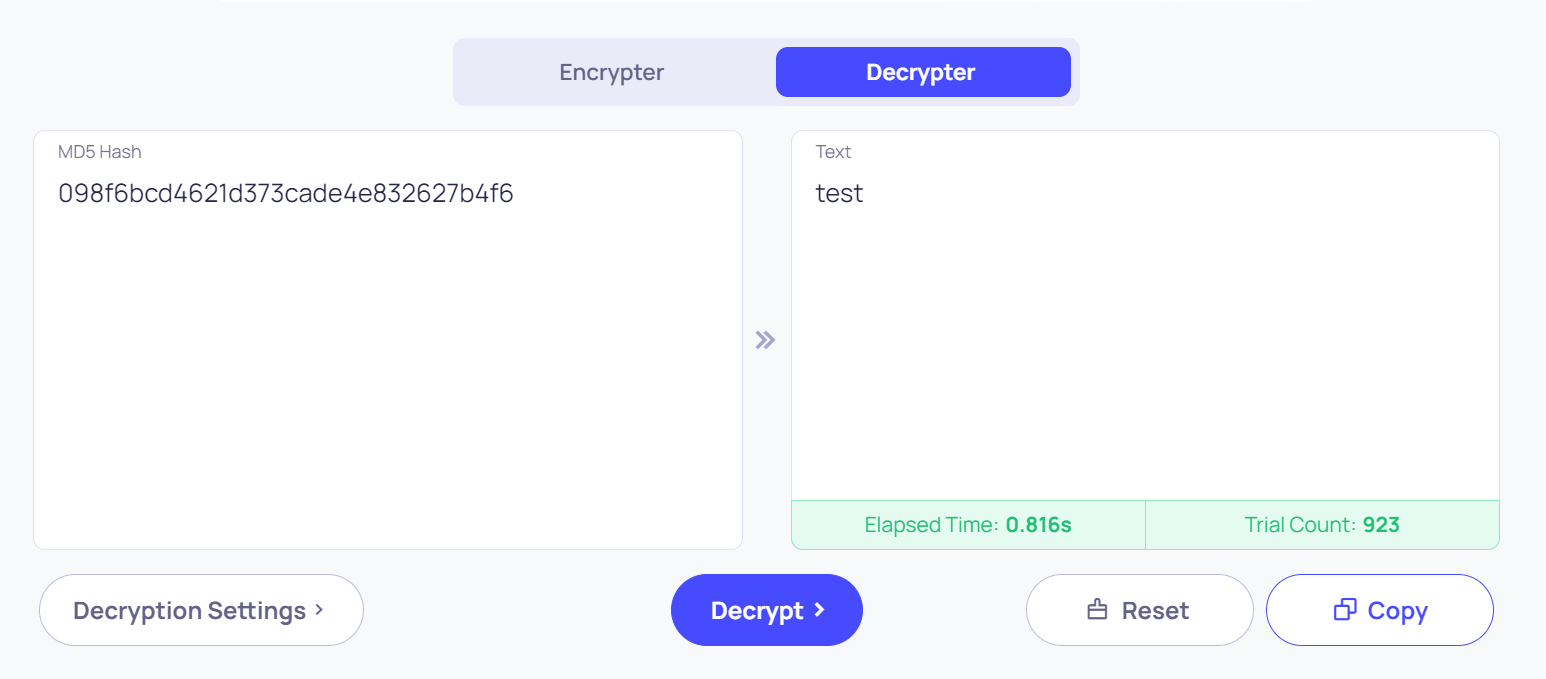 Encrypter
Decrypter
MD5 Hash
098f6bcd4621d373cade4e832627b4f6
Text
test
Elapsed Time: 0.816s
Trial Count: 923
Decryption Settings
Decrypt
Reset
Copy